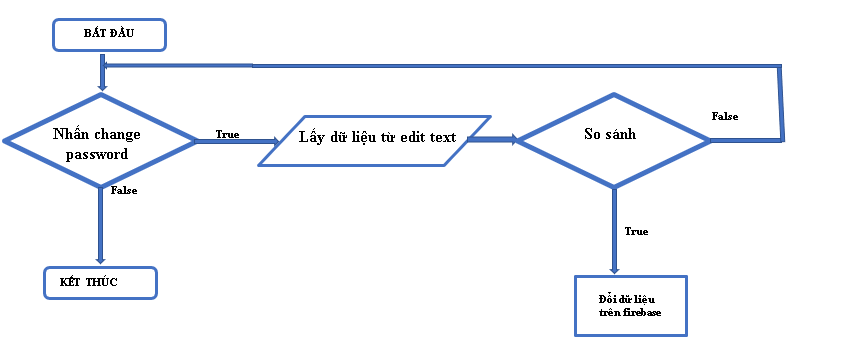 BẮT ĐẦU
Nhấn change
password
True
Lấy dữ liệu từ edit text
So sánh
False
False
True
KẾT THÚC
Đổi dữ liệu
trên firebase